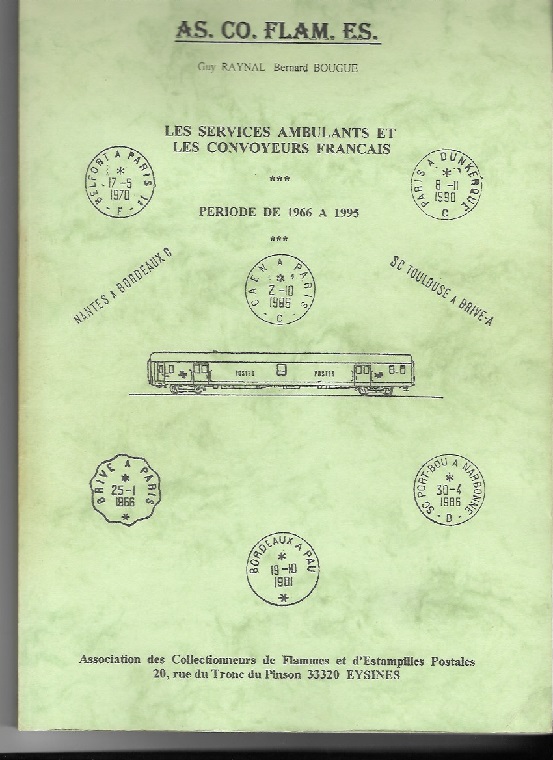 AS. CO. FLAM. ES.
Guy RAYNAL Bernard BOUGUE
LES SERVICES AMBULANTS ET
LES CONVOYEURS FRANCAIS
***
BELFORT A PARIS 1°
*
17-5
1970
- F -
PARIS A DUNKERQUE
*
8-11
1990
C
PERIODE DE 1966 A 1995
***
NANTES A BORDEAUX C
CAEN A PARIS
*
2-10
1986
- C -
SC TOULOUSE A BRIVE-A
POSTES POSTES
BRIVE A PARIS
*
25-1
1966
*
SC PORT-BOU A NARBONNE
*
30-4
1986
- D -
BORDEAUX A PAU
*
19-10
1981
*
Association des Collectionneurs de Flammes et d'Estampilles Postales
20, rue du Tronc du Pinson 33320 EYSINES